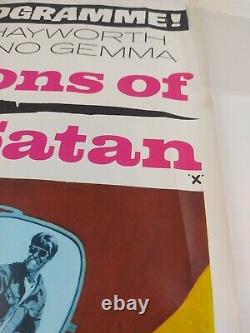 OGRAMME!
HAYWORTH
NO GEMMA
ons of
Satan
'X'